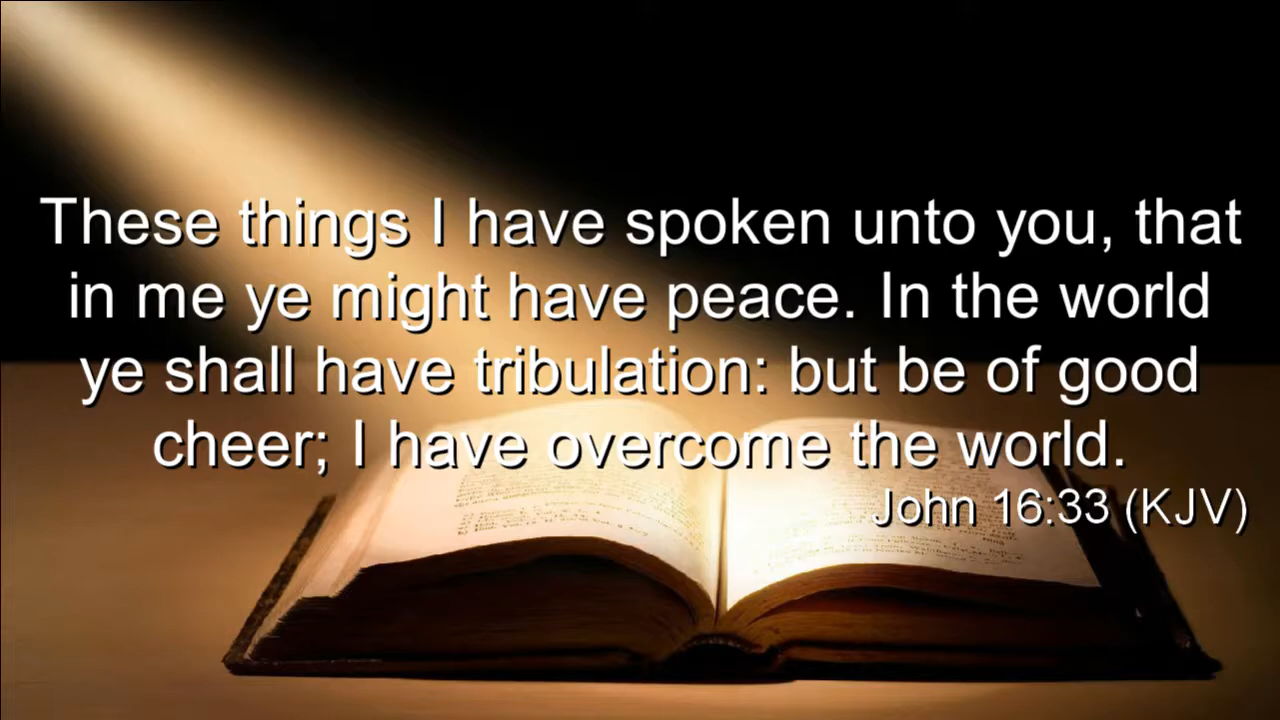 These things I have spoken unto you, that
in me ye might have peace. In the world
ye shall have tribulation: but be of good
cheer; I have overcome the world.
John 16:33 (KJV)